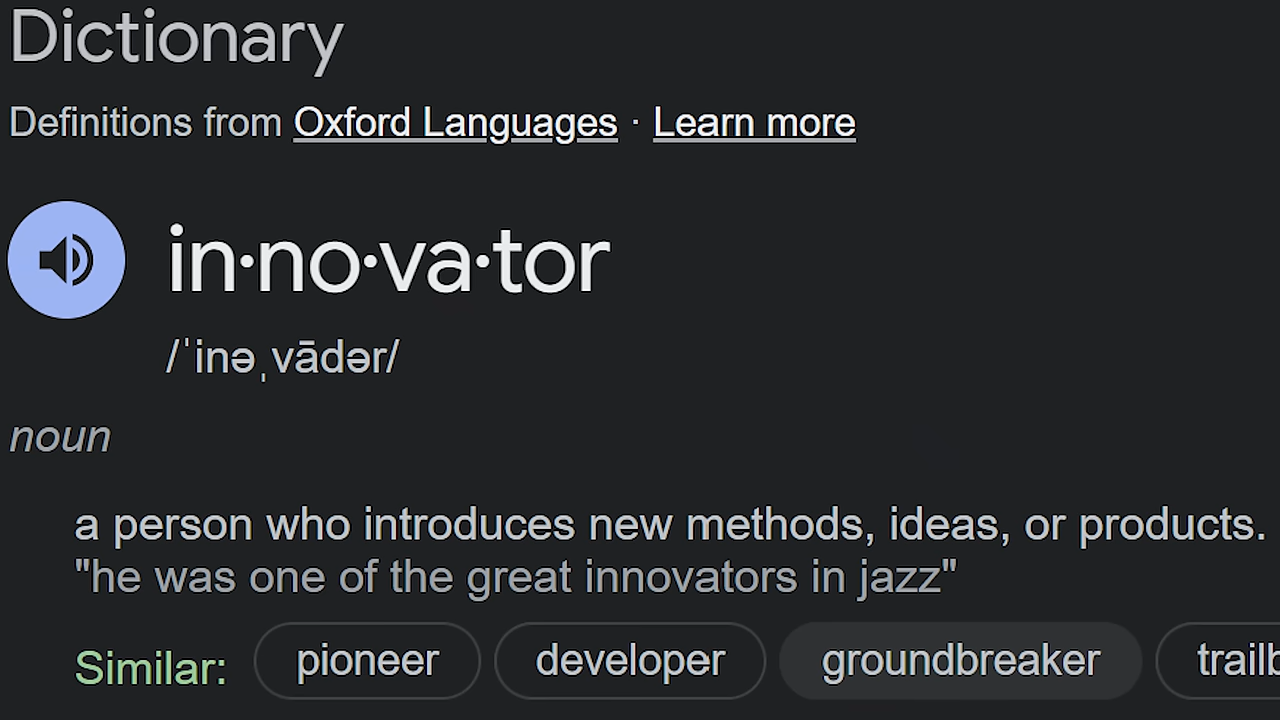 Dictionary
Definitions from Oxford Languages · Learn more
in·no·va·tor
/ˈinəˌvādər/
noun
a person who introduces new methods, ideas, or products.
"he was one of the great innovators in jazz"
Similar: pioneer developer groundbreaker trailb